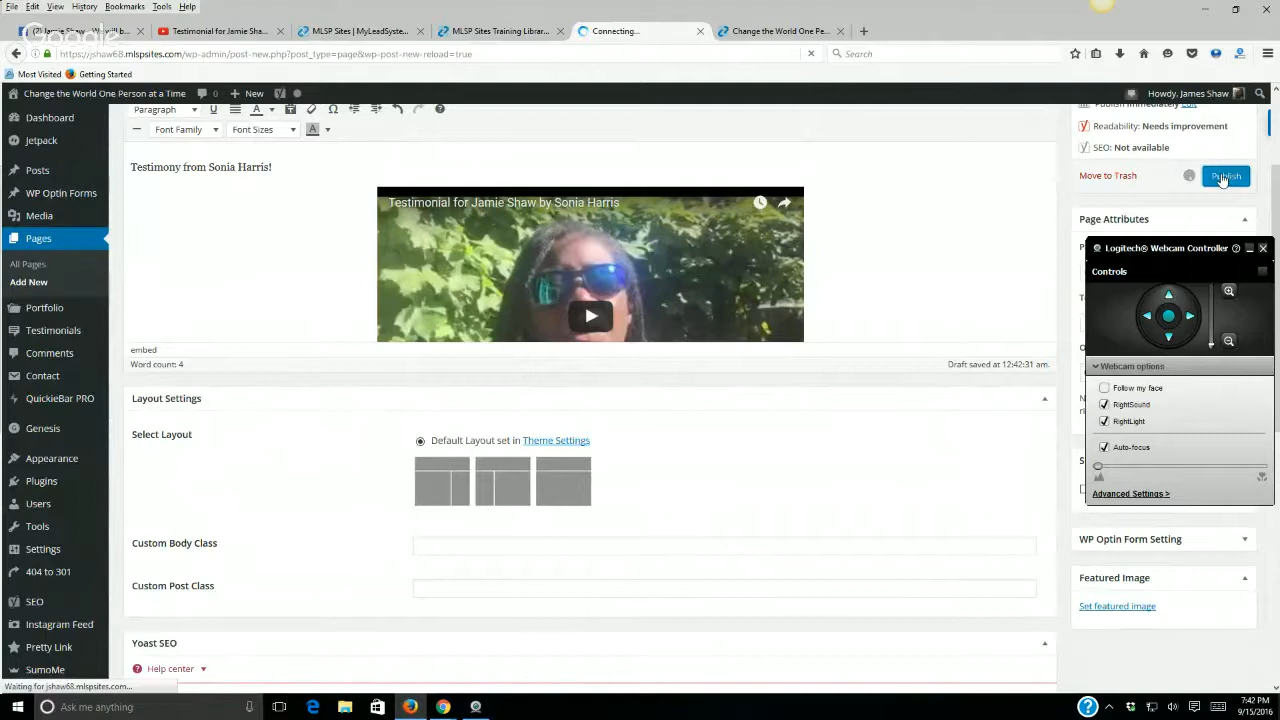 File Edit View History Bookmarks Tools Help
Testimonial for Jamie Shaw b...
MLSP Sites | MyLeadSyste...
MLSP Sites Training Librar...
Connecting...
Change the World One Pe...
Google
https://jshaw68.mlspsites.com/wp-admin/post-new.php?post_type=page&wp-post-new-reload=true
Search
Most Visited Getting Started
Change the World One Person at a Time 0 New
Howdy, James Shaw
Dashboard
Jetpack
Posts
WP Optin Forms
Media
Pages
All Pages
Add New
Portfolio
Testimonials
Comments
Contact
QuickieBar PRO
Genesis
Appearance
Plugins
Users
Tools
Settings
404 to 301
SEO
Instagram Feed
Pretty Link
SumoMe
Waiting for jshaw68.mlspsites.com...
Paragraph
Font Family Font Sizes A
Testimony from Sonia Harris!
Testimonial for Jamie Shaw by Sonia Harris
embed
Word count: 4
Draft saved at 12:42:31 am.
Layout Settings
Select Layout
Default Layout set in Theme Settings
Custom Body Class
Custom Post Class
Yoast SEO
Help center
Publish immediately Edit
Readability: Needs improvement
SEO: Not available
Move to Trash
Publish
Page Attributes
Logitech® Webcam Controller
Controls
Webcam options
Follow my face
RightSound
RightLight
Auto-focus
Advanced Settings >
WP Optin Form Setting
Featured Image
Set featured image
Ask me anything
7:42 PM
9/15/2016